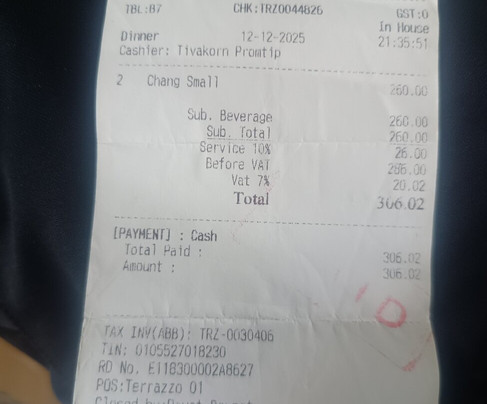 TBL:87 CHK:TRZ0044826 GST:0
In House
Dinner 12-12-2025 21:35:51
Cashier: Tivakorn Promtip
2 Chang Small 260.00
Sub. Beverage 260.00
Sub. Total 260.00
Service 10% 26.00
Before VAT 286.00
Vat 7% 20.02
Total 306.02
[PAYMENT] : Cash
Total Paid : 306.02
Amount : 306.02
TAX INV(ABB): TRZ-0030406
TIN: 0105527018230
RD No. E118300002A8627
POS:Terrazzo 01